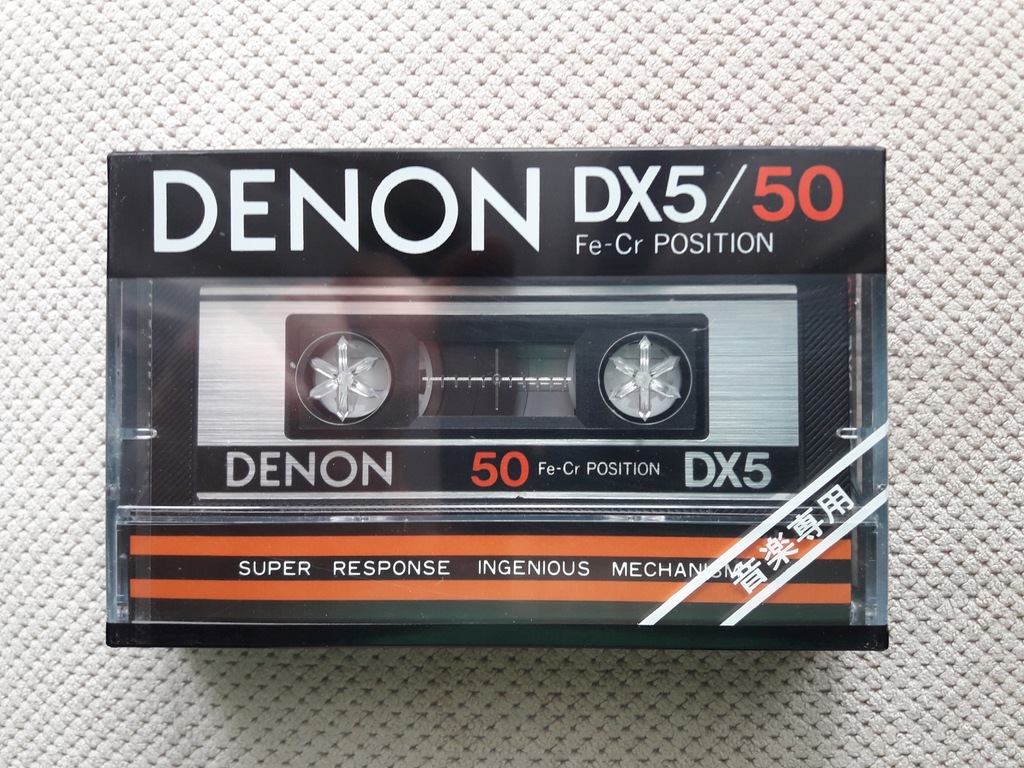 DENON DX5/50
Fe-Cr POSITION
DENON 50 Fe-Cr POSITION DX5
SUPER RESPONSE INGENIOUS MECHANISM
音楽専用